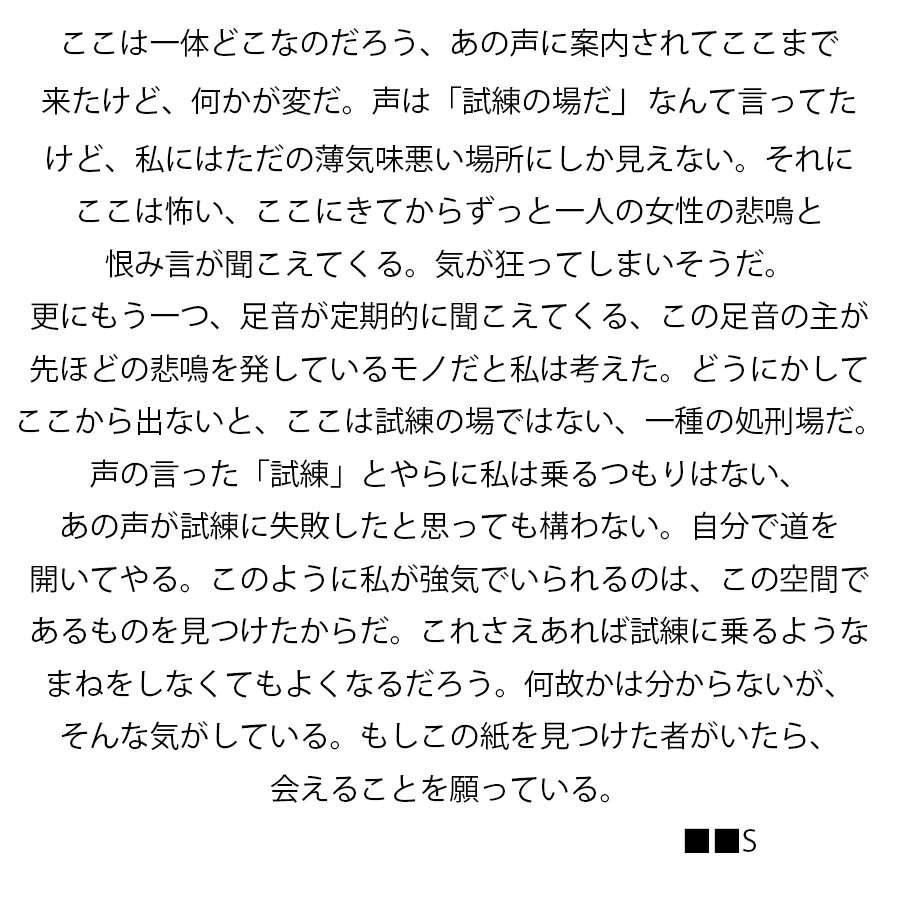 ここは一体どこなのだろう、あの声に案内されてここまで
来たけど、何かが変だ。声は「試練の場だ」なんて言ってた
けど、私にはただの薄気味悪い場所にしか見えない。それに
ここは怖い、ここにきてからずっと一人の女性の悲鳴と
恨み言が聞こえてくる。気が狂ってしまいそうだ。
更にもう一つ、足音が定期的に聞こえてくる、この足音の主が
先ほどの悲鳴を発しているモノだと私は考えた。どうにかして
ここから出ないと、ここは試練の場ではない、一種の処刑場だ。
声の言った「試練」とやらに私は乗るつもりはない、
あの声が試練に失敗したと思っても構わない。自分で道を
開いてやる。このように私が強気でいられるのは、この空間で
あるものを見つけたからだ。これさえあれば試練に乗るような
まねをしなくてもよくなるだろう。何故かは分からないが、
そんな気がしている。もしこの紙を見つけた者がいたら、
会えることを願っている。
■■S